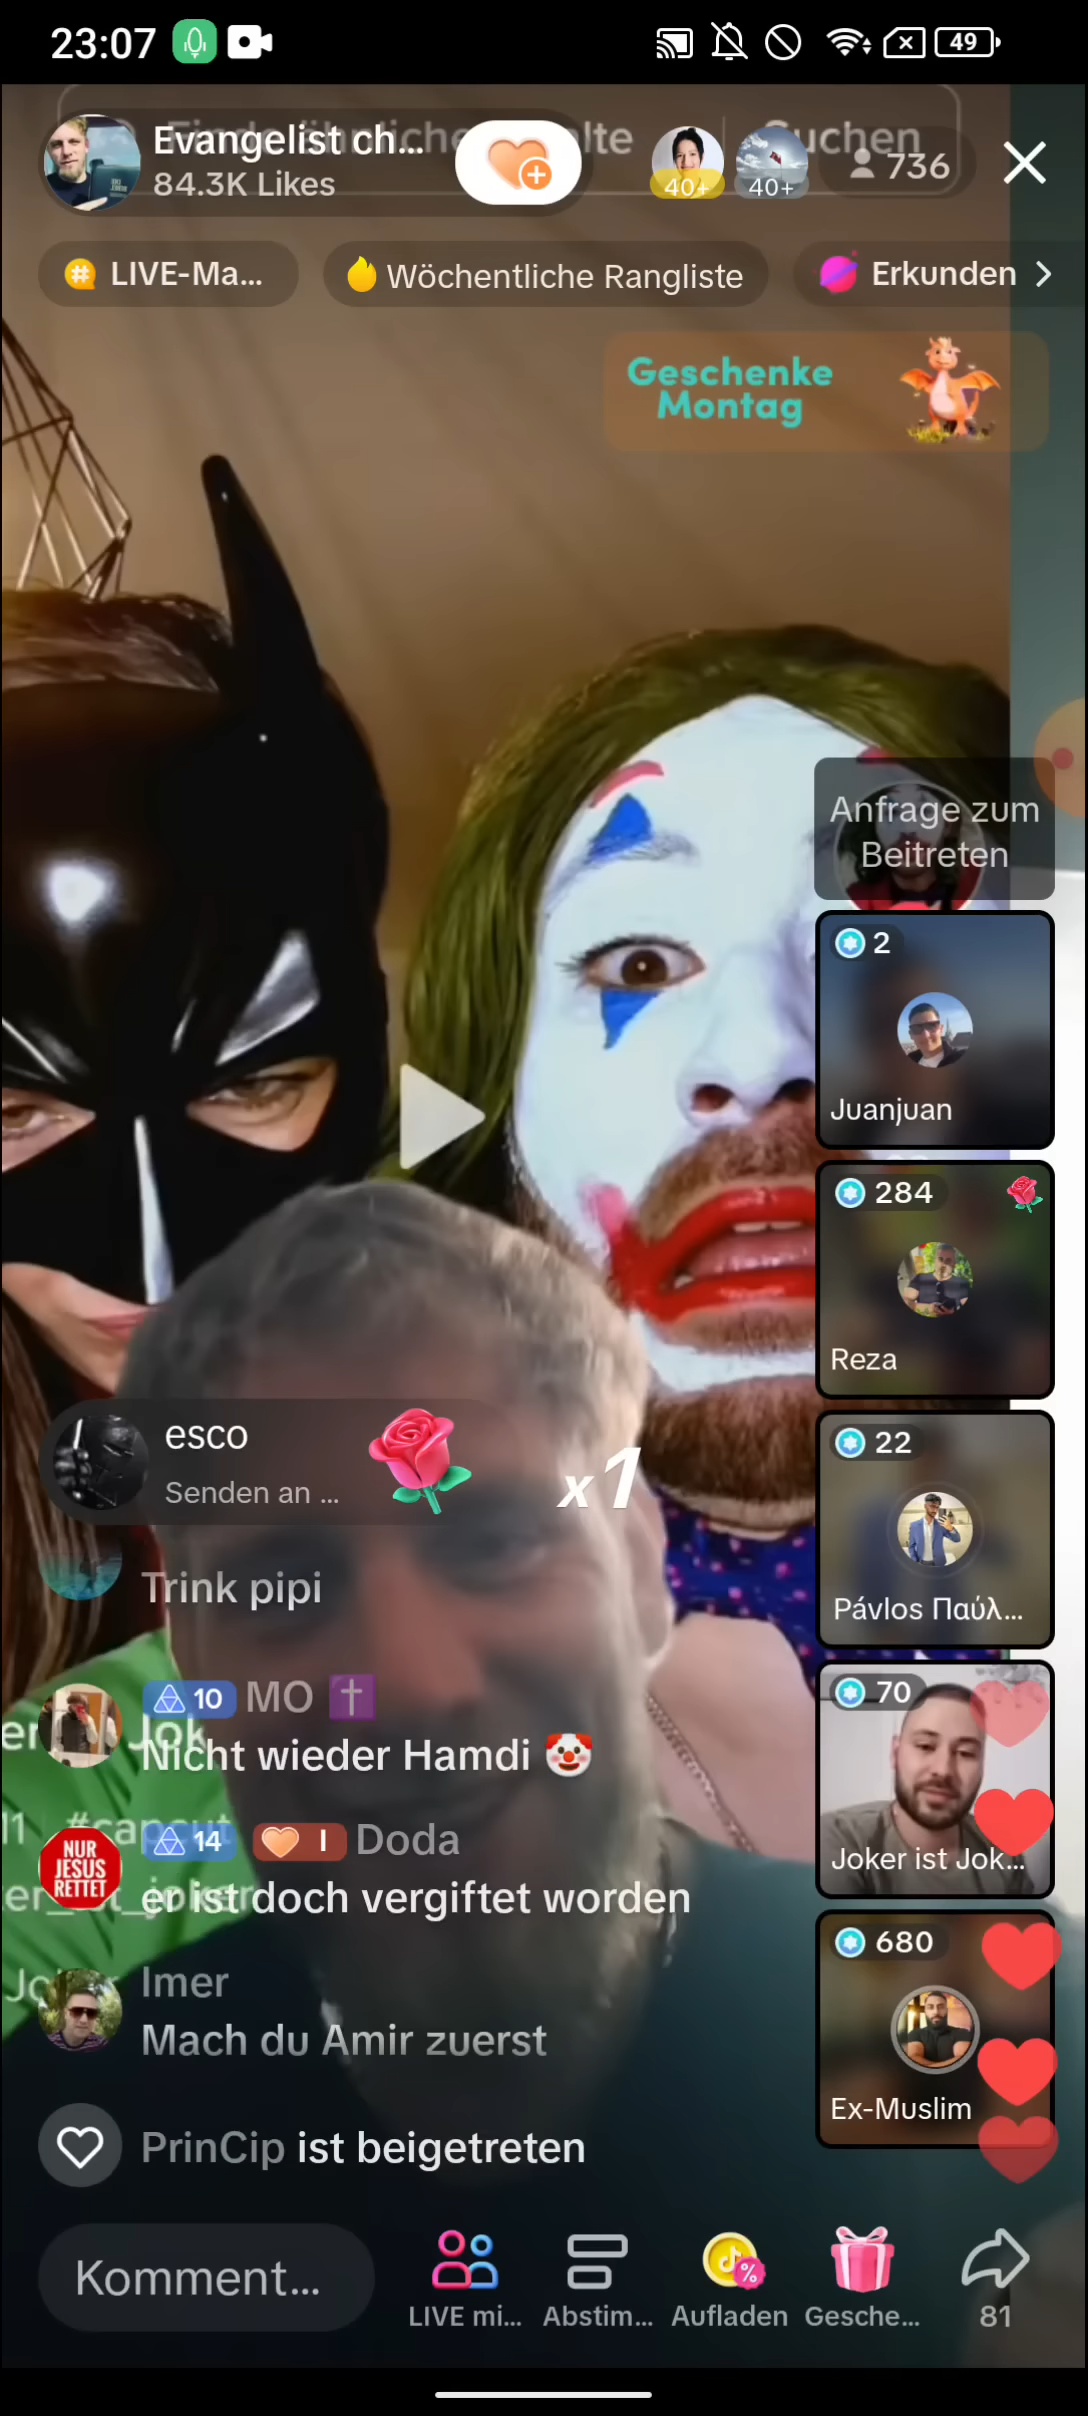 23:07
49
Evangelist ch...
84.3K Likes
Suchen
40+
40+
736
LIVE-Ma...
Wöchentliche Rangliste
Erkunden
Geschenke
Montag
Anfrage zum
Beitreten
2
Juanjuan
284
Reza
22
Pávlos Παύλ...
70
Joker ist Jok...
680
Ex-Muslim
esco
Senden an ...
x1
Trink pipi
10 MO
Nicht wieder Hamdi 🤡
NUR
JESUS
RETTET
14 I Doda
er ist doch vergiftet worden
Imer
Mach du Amir zuerst
PrinCip ist beigetreten
Komment...
LIVE mi...
Abstim...
Aufladen
Gesche...
81